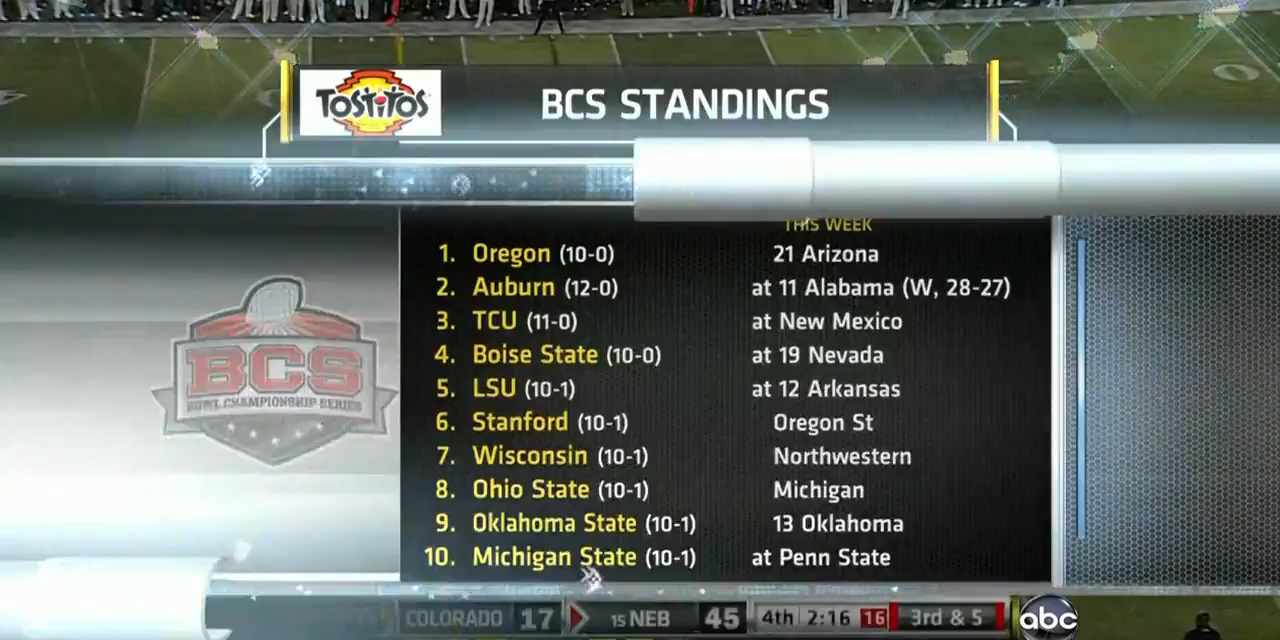 TOSTITOS
BCS STANDINGS
THIS WEEK
1. Oregon (10-0) 21 Arizona
2. Auburn (12-0) at 11 Alabama (W, 28-27)
3. TCU (11-0) at New Mexico
4. Boise State (10-0) at 19 Nevada
5. LSU (10-1) at 12 Arkansas
6. Stanford (10-1) Oregon St
7. Wisconsin (10-1) Northwestern
8. Ohio State (10-1) Michigan
9. Oklahoma State (10-1) 13 Oklahoma
10. Michigan State (10-1) at Penn State
BCS
BOWL CHAMPIONSHIP SERIES
COLORADO 17 15 NEB 45 4th 2:16 16 3rd & 5 abc